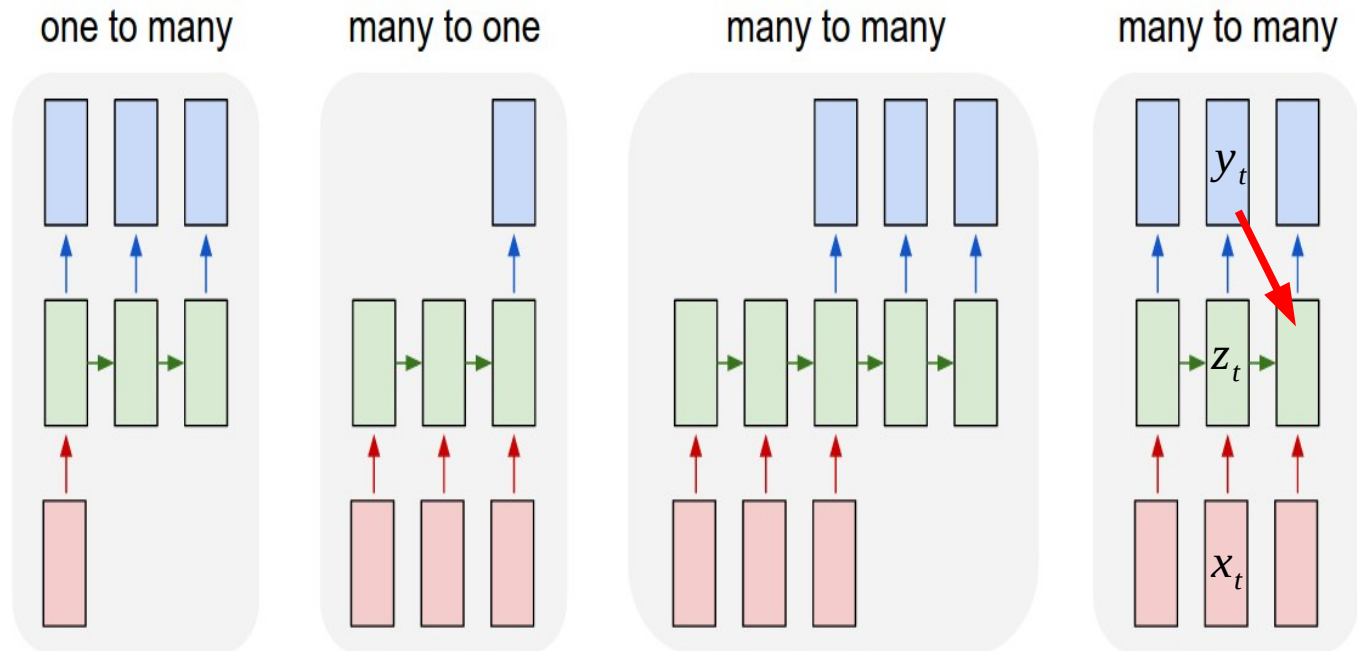 one to many
many to one
many to many
many to many
y_t
z_t
x_t